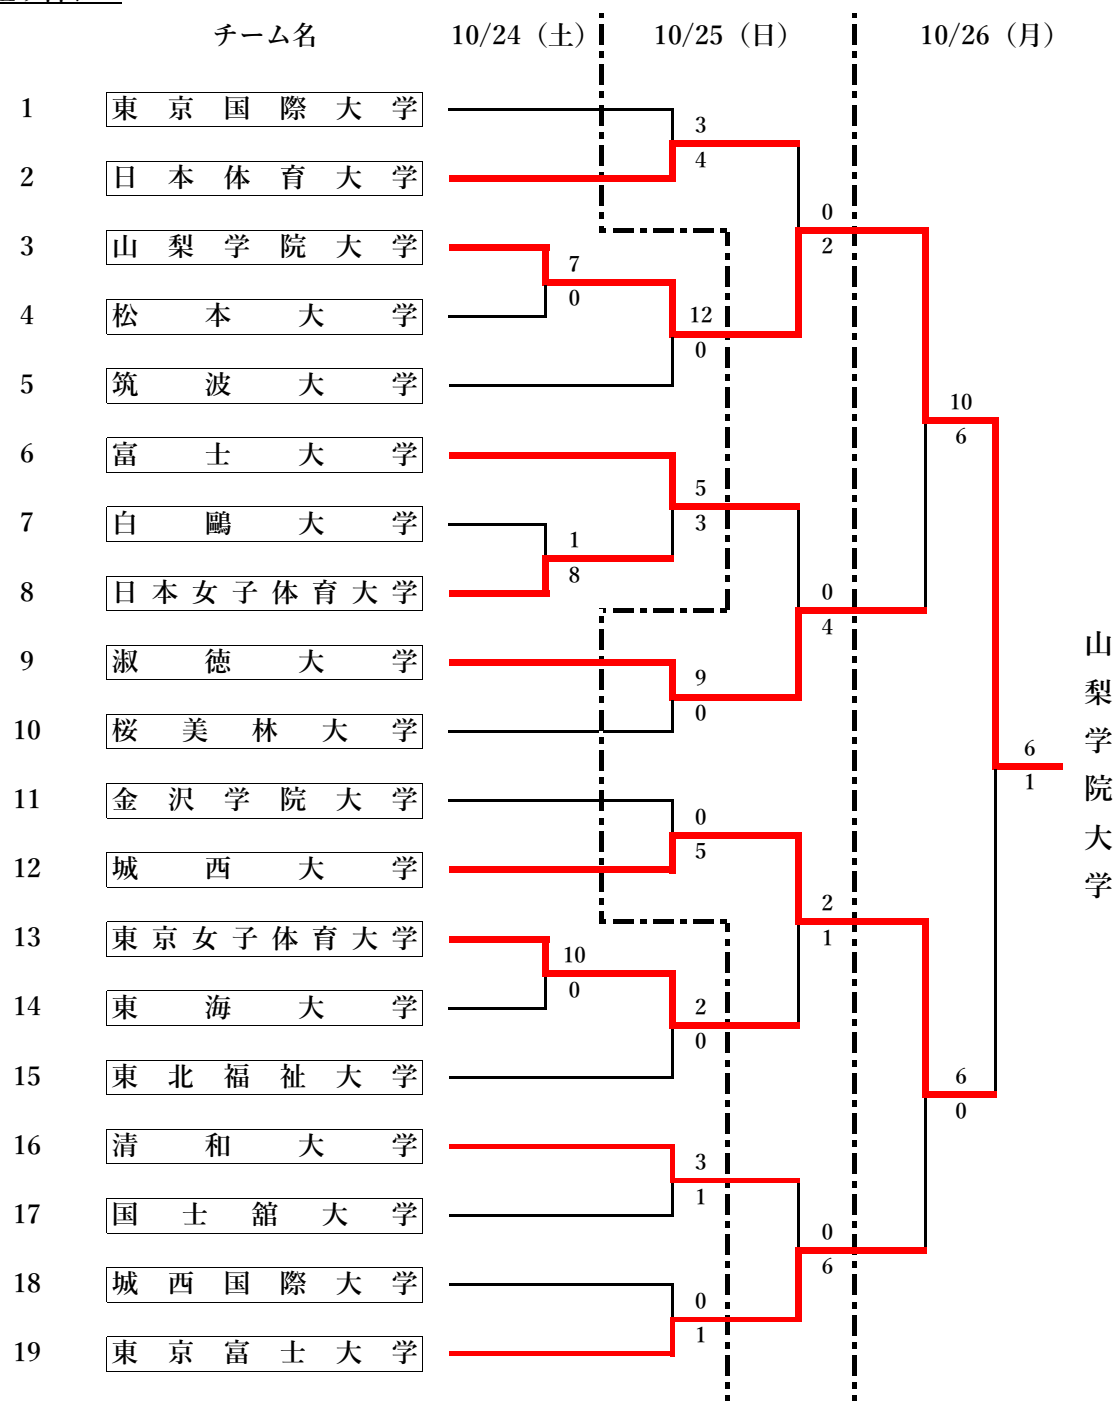 チーム名 10/24（土） 10/25（日） 10/26（月）
1 東京国際大学
3
4
2 日本体育大学
0
2
3 山梨学院大学
7
0
4 松本大学
12
0
5 筑波大学
10
6
6 富士大学
5
3
7 白鷗大学
1
8
8 日本女子体育大学
0
4
9 淑徳大学
9
0
10 桜美林大学
6
1
山梨学院大学
11 金沢学院大学
0
5
12 城西大学
2
1
13 東京女子体育大学
10
0
14 東海大学
2
0
15 東北福祉大学
6
0
16 清和大学
3
1
17 国士舘大学
0
6
18 城西国際大学
0
1
19 東京富士大学